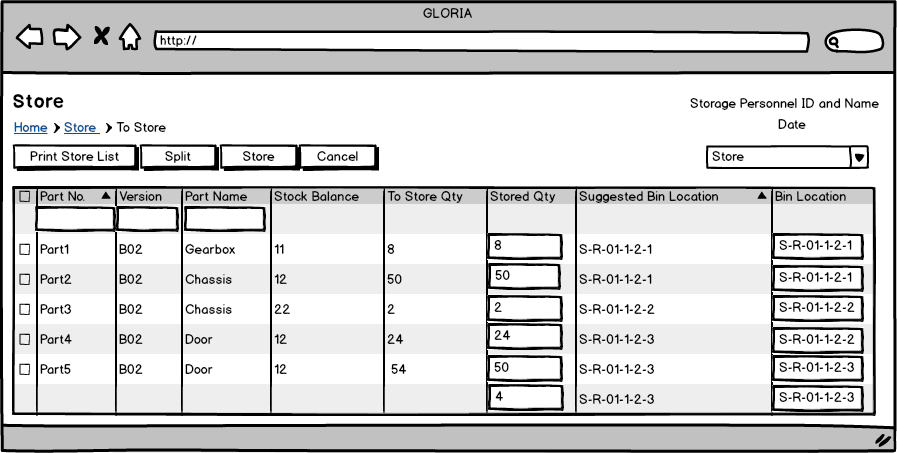 GLORIA
http://
Store
Storage Personnel ID and Name
Home Store To Store
Date
Print Store List Split Store Cancel
Store
Part No. Version Part Name Stock Balance To Store Qty Stored Qty Suggested Bin Location Bin Location
Part1 B02 Gearbox 11 8 8 S-R-01-1-2-1 S-R-01-1-2-1
Part2 B02 Chassis 12 50 50 S-R-01-1-2-1 S-R-01-1-2-1
Part3 B02 Chassis 22 2 2 S-R-01-1-2-2 S-R-01-1-2-2
Part4 B02 Door 12 24 24 S-R-01-1-2-3 S-R-01-1-2-2
Part5 B02 Door 12 54 50 S-R-01-1-2-3 S-R-01-1-2-3
4 S-R-01-1-2-3 S-R-01-1-2-3